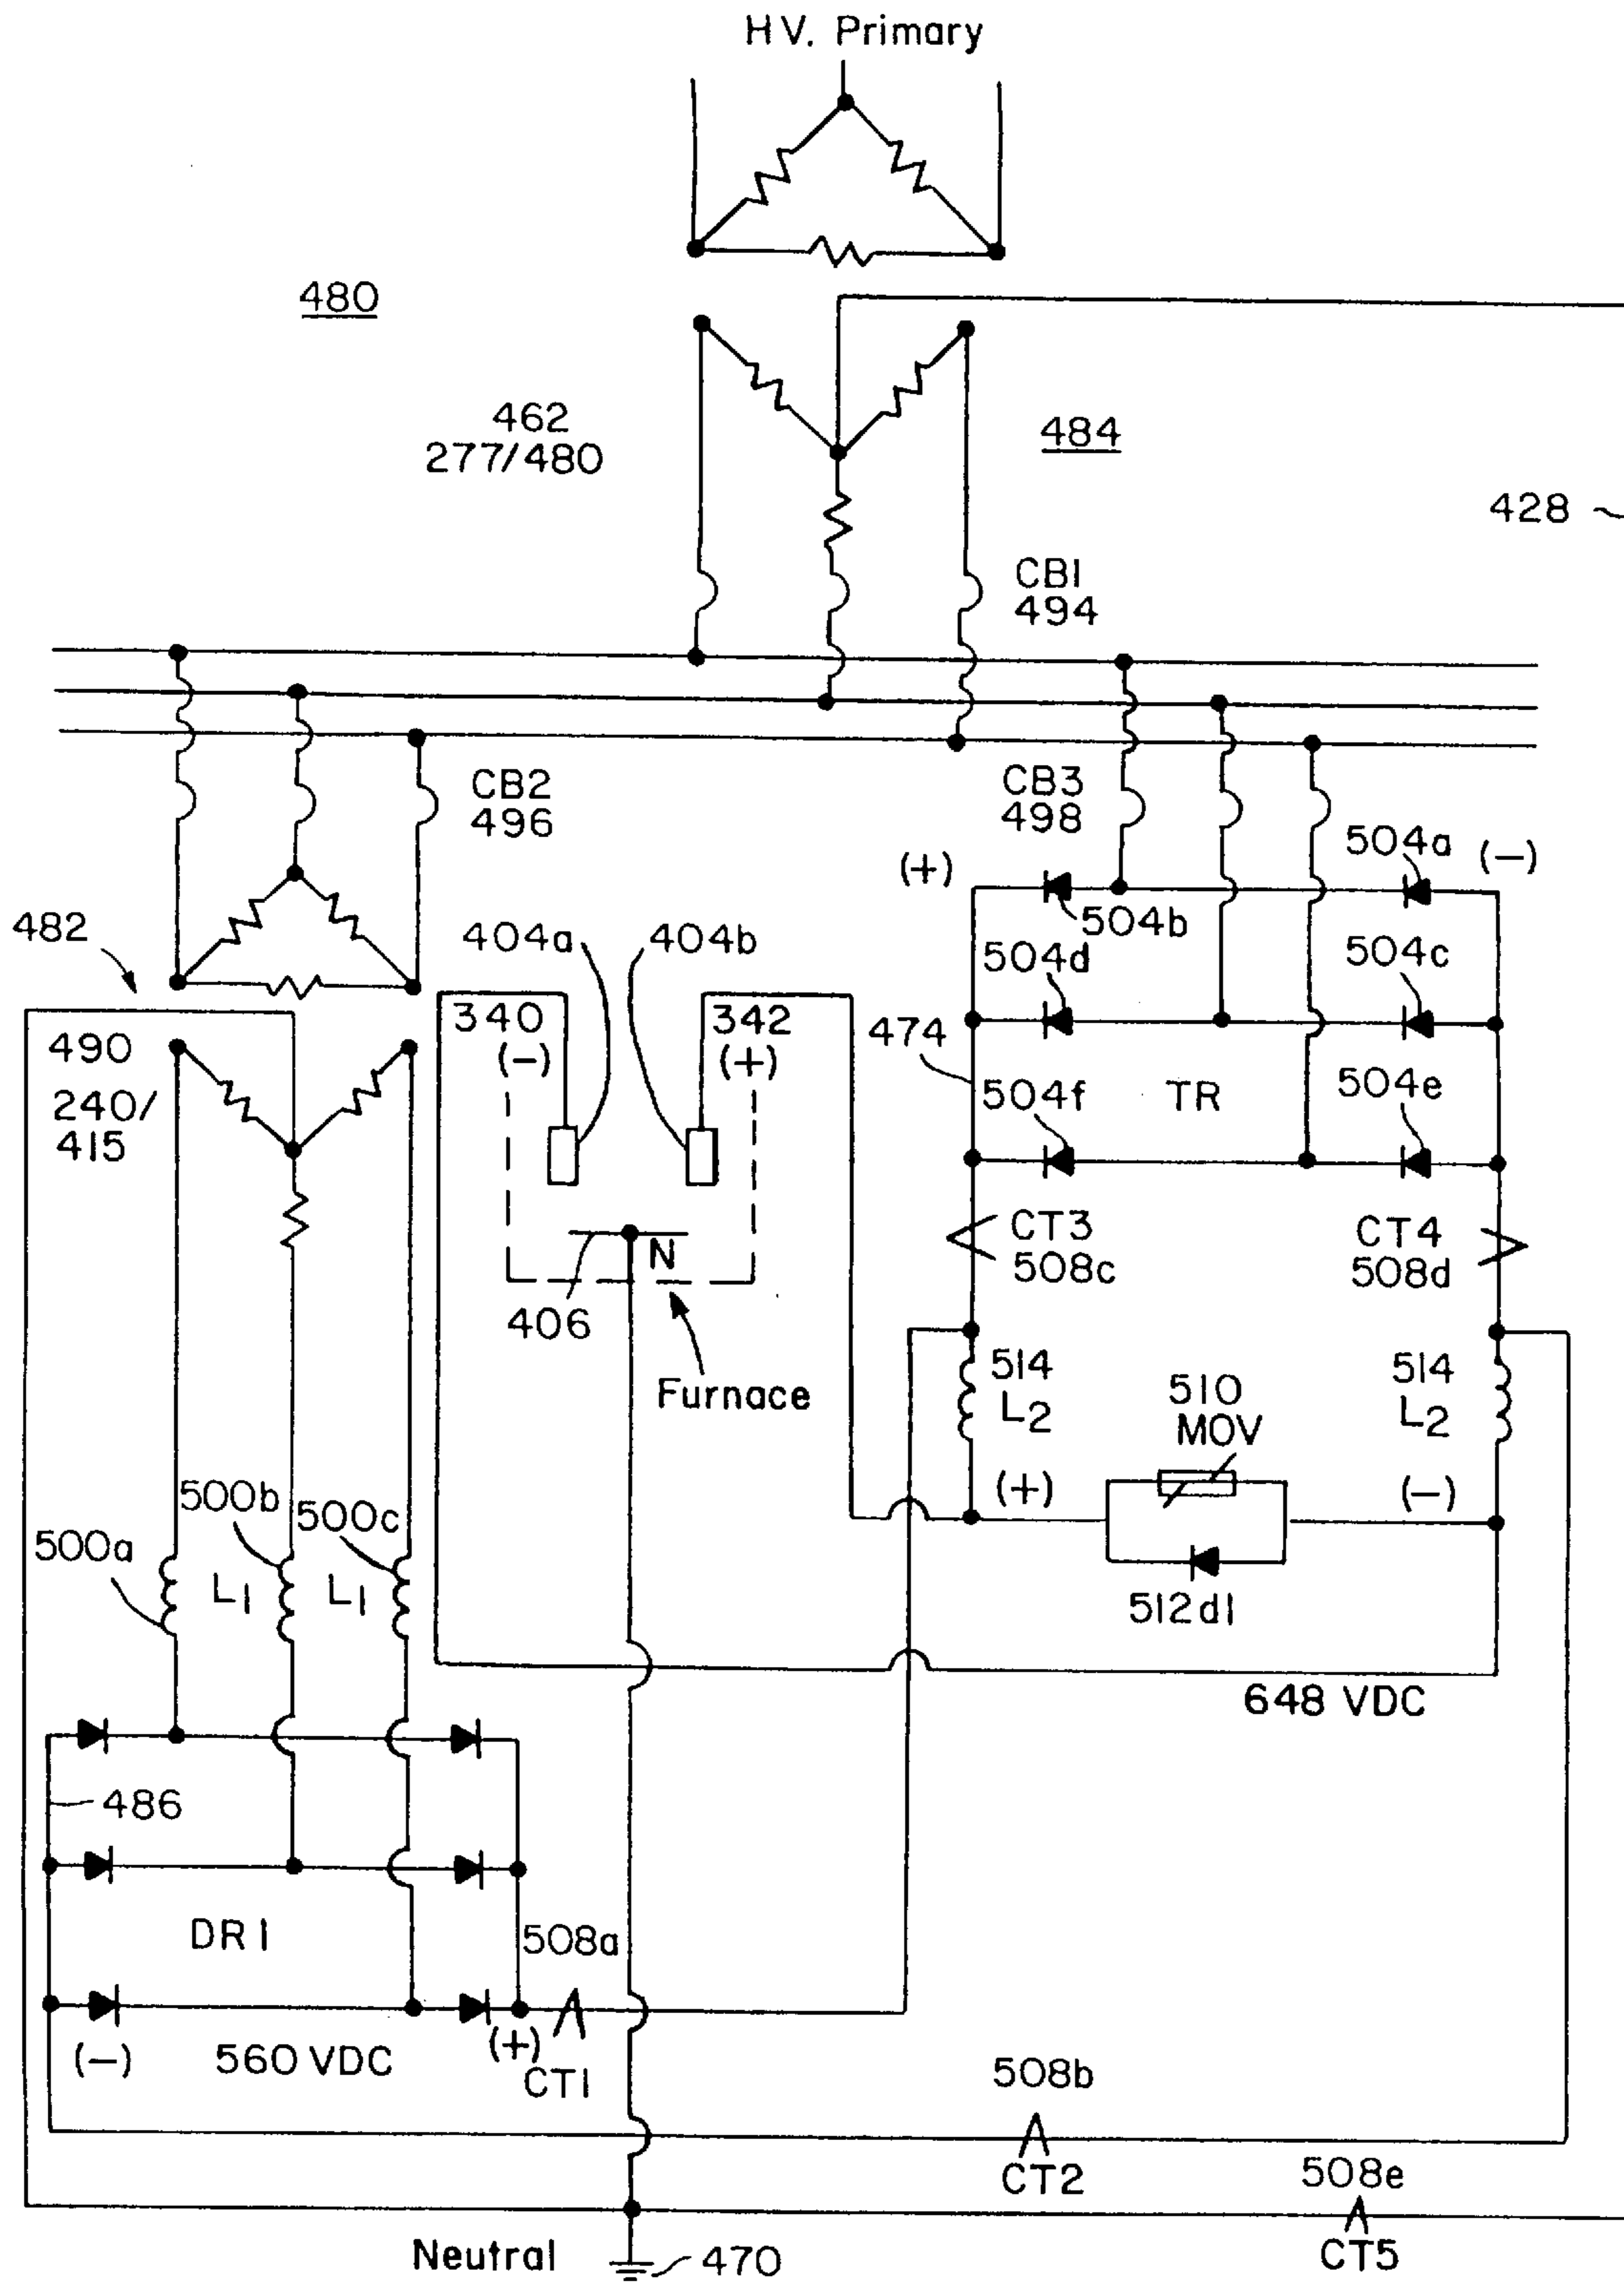 HV. Primary
480
462
277/480
484
428
CB1
494
CB2
496
CB3
498
(+)
504a
(-)
504b
482
404a
404b
504d
504c
340
(-)
342
(+)
474
490
240/
415
504f
TR
504e
N
406
CT3
508c
CT4
508d
Furnace
514
L2
510
MOV
514
L2
(+)
(-)
500a
500b
L1
500c
L1
512d1
648 VDC
486
DR1
508a
(-)
560 VDC
(+)
CT1
508b
CT2
508e
CT5
Neutral
470